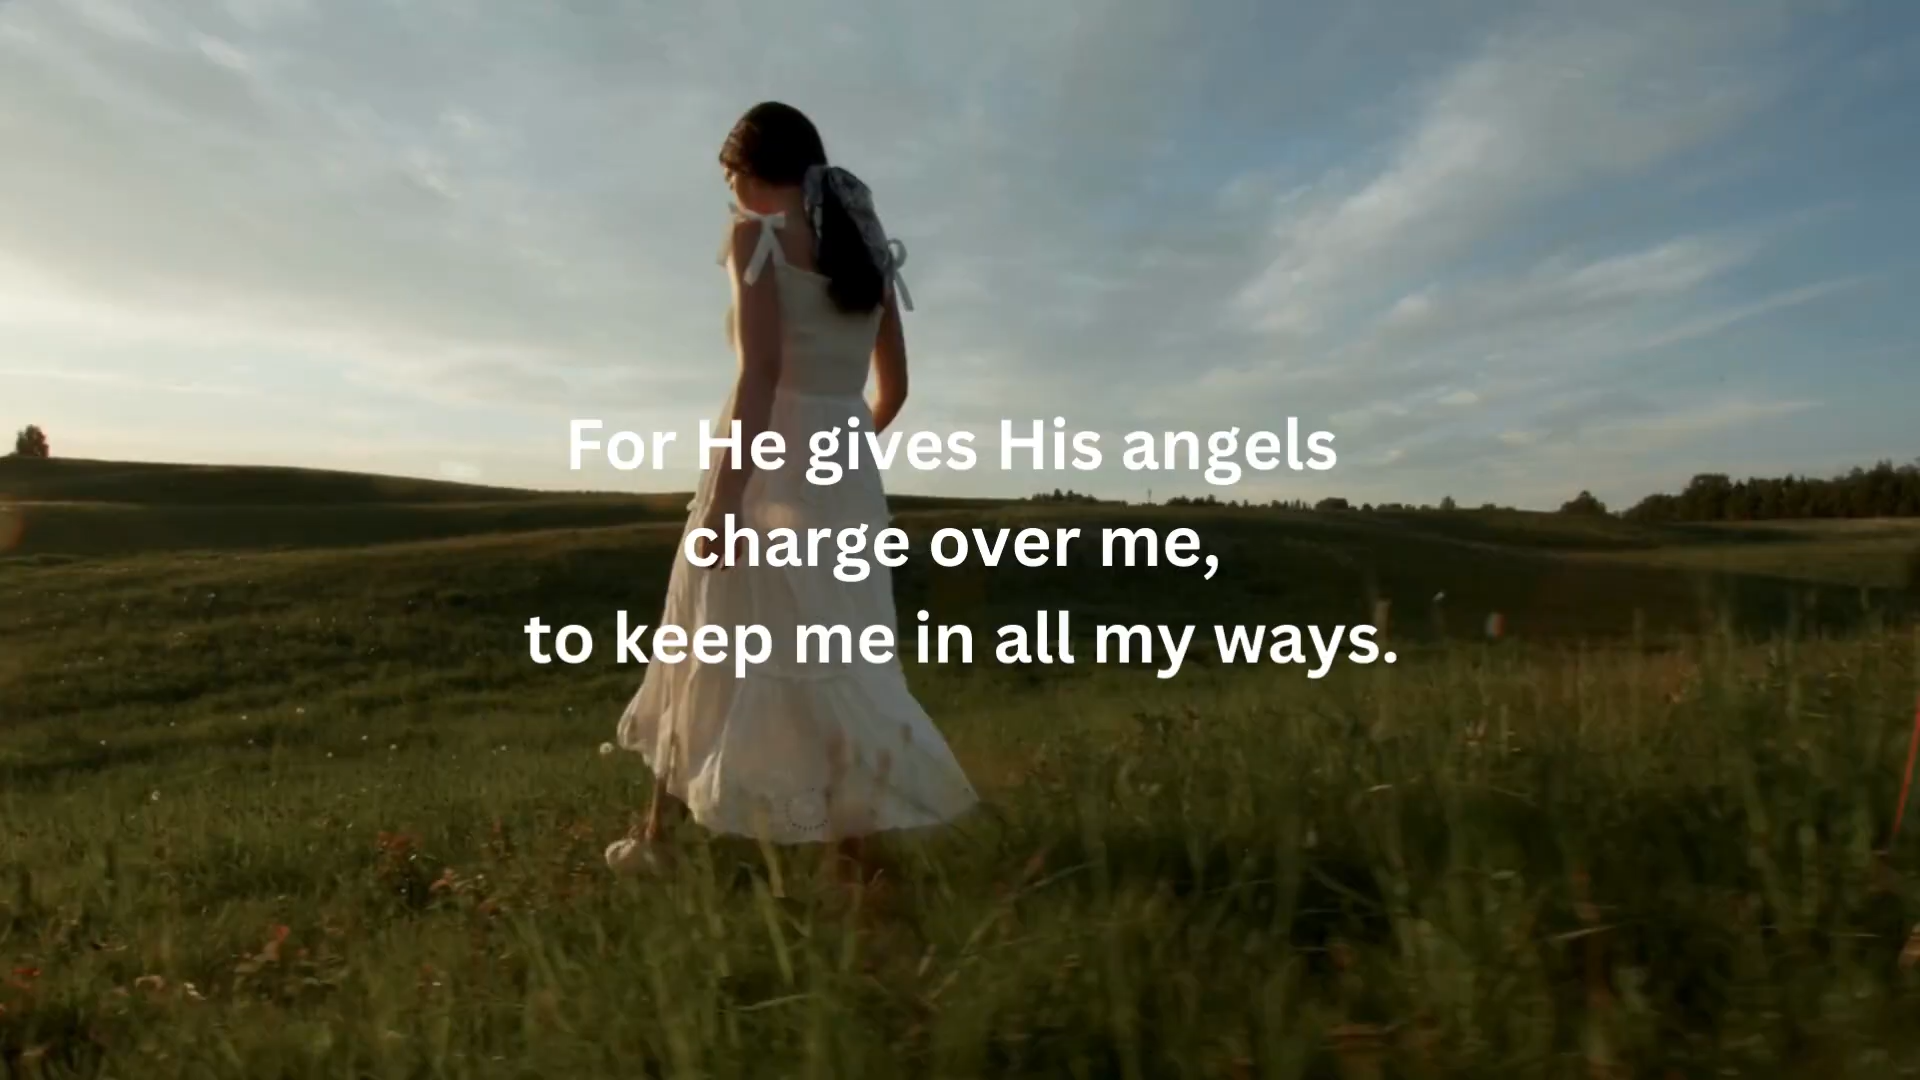 For He gives His angels
charge over me,
to keep me in all my ways.